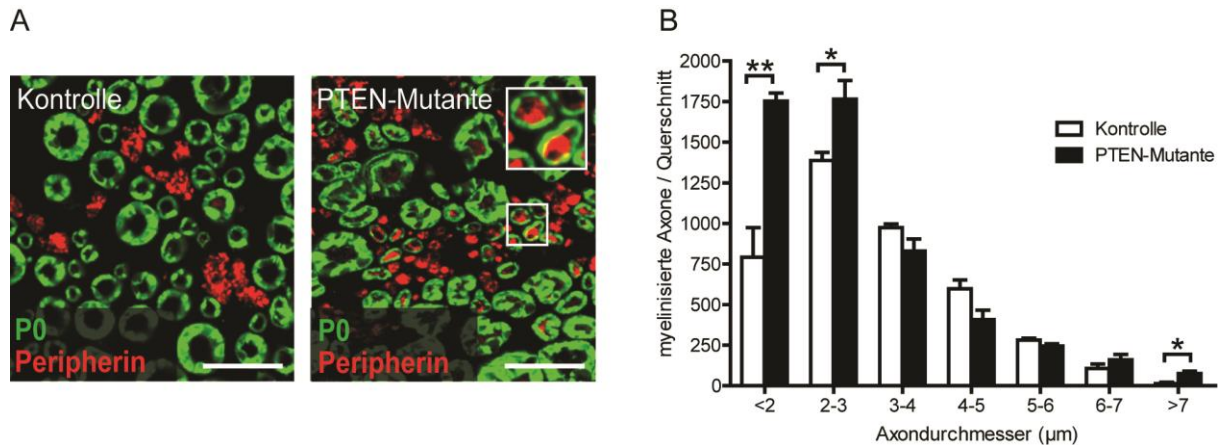 A
Kontrolle
P0
Peripherin
PTEN-Mutante
P0
Peripherin
B
myelinisierte Axone / Querschnitt
2000
1750
1500
1250
1000
750
500
250
0
**
*
*
Kontrolle
PTEN-Mutante
<2
2-3
3-4
4-5
5-6
6-7
>7
Axondurchmesser (µm)